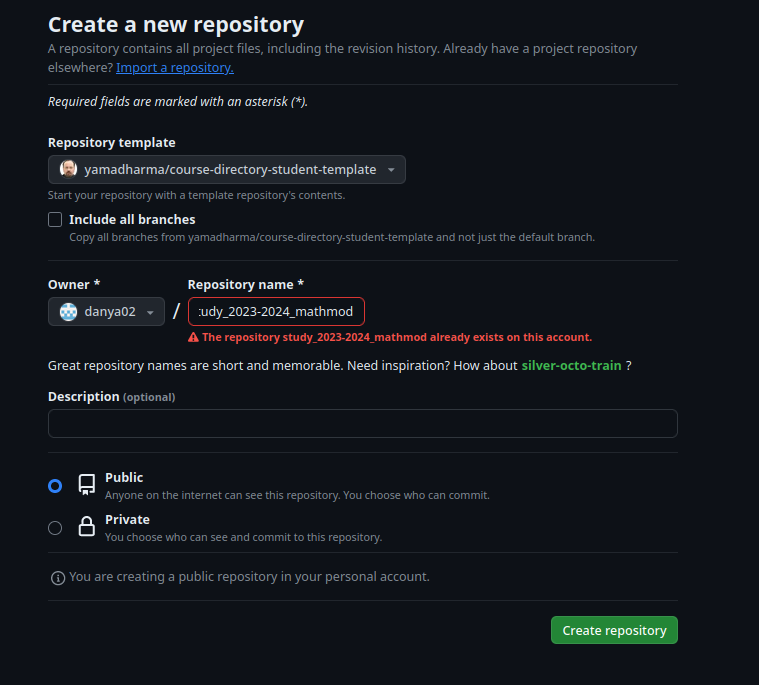 Create a new repository
A repository contains all project files, including the revision history. Already have a project repository
elsewhere? Import a repository.
Required fields are marked with an asterisk (*).
Repository template
yamadharma/course-directory-student-template
Start your repository with a template repository's contents.
Include all branches
Copy all branches from yamadharma/course-directory-student-template and not just the default branch.
Owner * Repository name *
danya02 / :udy_2023-2024_mathmod
The repository study_2023-2024_mathmod already exists on this account.
Great repository names are short and memorable. Need inspiration? How about silver-octo-train ?
Description (optional)
Public
Anyone on the internet can see this repository. You choose who can commit.
Private
You choose who can see and commit to this repository.
You are creating a public repository in your personal account.
Create repository